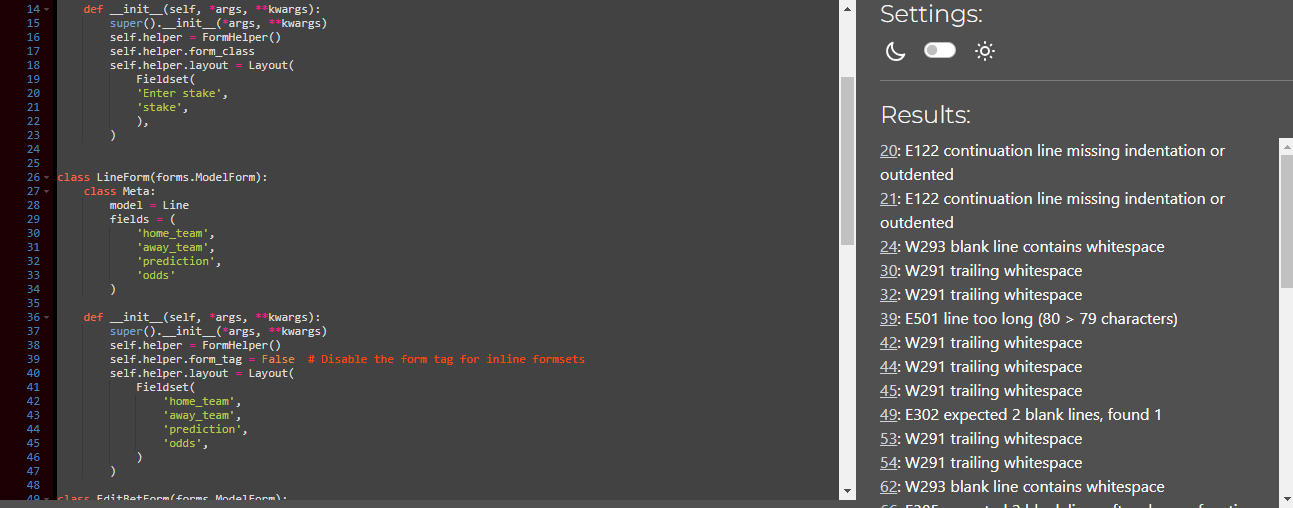 14 def __init__(self, *args, **kwargs):
15 super().__init__(*args, **kwargs)
16 self.helper = FormHelper()
17 self.helper.form_class
18 self.helper.layout = Layout(
19 Fieldset(
20 'Enter stake',
21 'stake',
22 ),
23 )
24
25
26 class LineForm(forms.ModelForm):
27 class Meta:
28 model = Line
29 fields = (
30 'home_team',
31 'away_team',
32 'prediction',
33 'odds'
34 )
35
36 def __init__(self, *args, **kwargs):
37 super().__init__(*args, **kwargs)
38 self.helper = FormHelper()
39 self.helper.form_tag = False  # Disable the form tag for inline formsets
40 self.helper.layout = Layout(
41 Fieldset(
42 'home_team',
43 'away_team',
44 'prediction',
45 'odds',
46 )
47 )
48
49 class EditBetForm(forms.ModelForm):
Settings:
Results:
20: E122 continuation line missing indentation or
outdented
21: E122 continuation line missing indentation or
outdented
24: W293 blank line contains whitespace
30: W291 trailing whitespace
32: W291 trailing whitespace
39: E501 line too long (80 > 79 characters)
42: W291 trailing whitespace
44: W291 trailing whitespace
45: W291 trailing whitespace
49: E302 expected 2 blank lines, found 1
53: W291 trailing whitespace
54: W291 trailing whitespace
62: W293 blank line contains whitespace